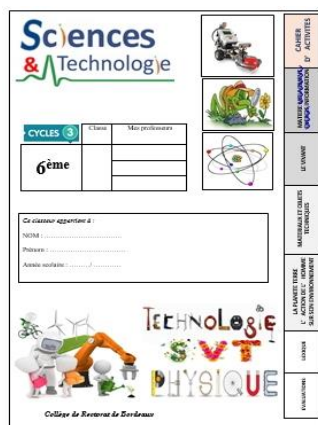 Sciences
& Technologie
CYCLES 3
Classe
Mes professeurs
6ème
Ce classeur appartient à :
NOM : ..............................
Prénom : ..............................
Année scolaire : ......../ ..........
TECHNOLOGIE
SVT
PHYSIQUE
Collège de Rectorat de Bordeaux
CAHIER
D' ACTIVITES
LE VIVANT
MATERIAUX ET OBJETS
TECHNIQUES
LA PLANETE TERRE
L' ACTION DE L' HOMME
SUR SON ENVIRONNEMENT
LEXIQUE
EVALUATIONS